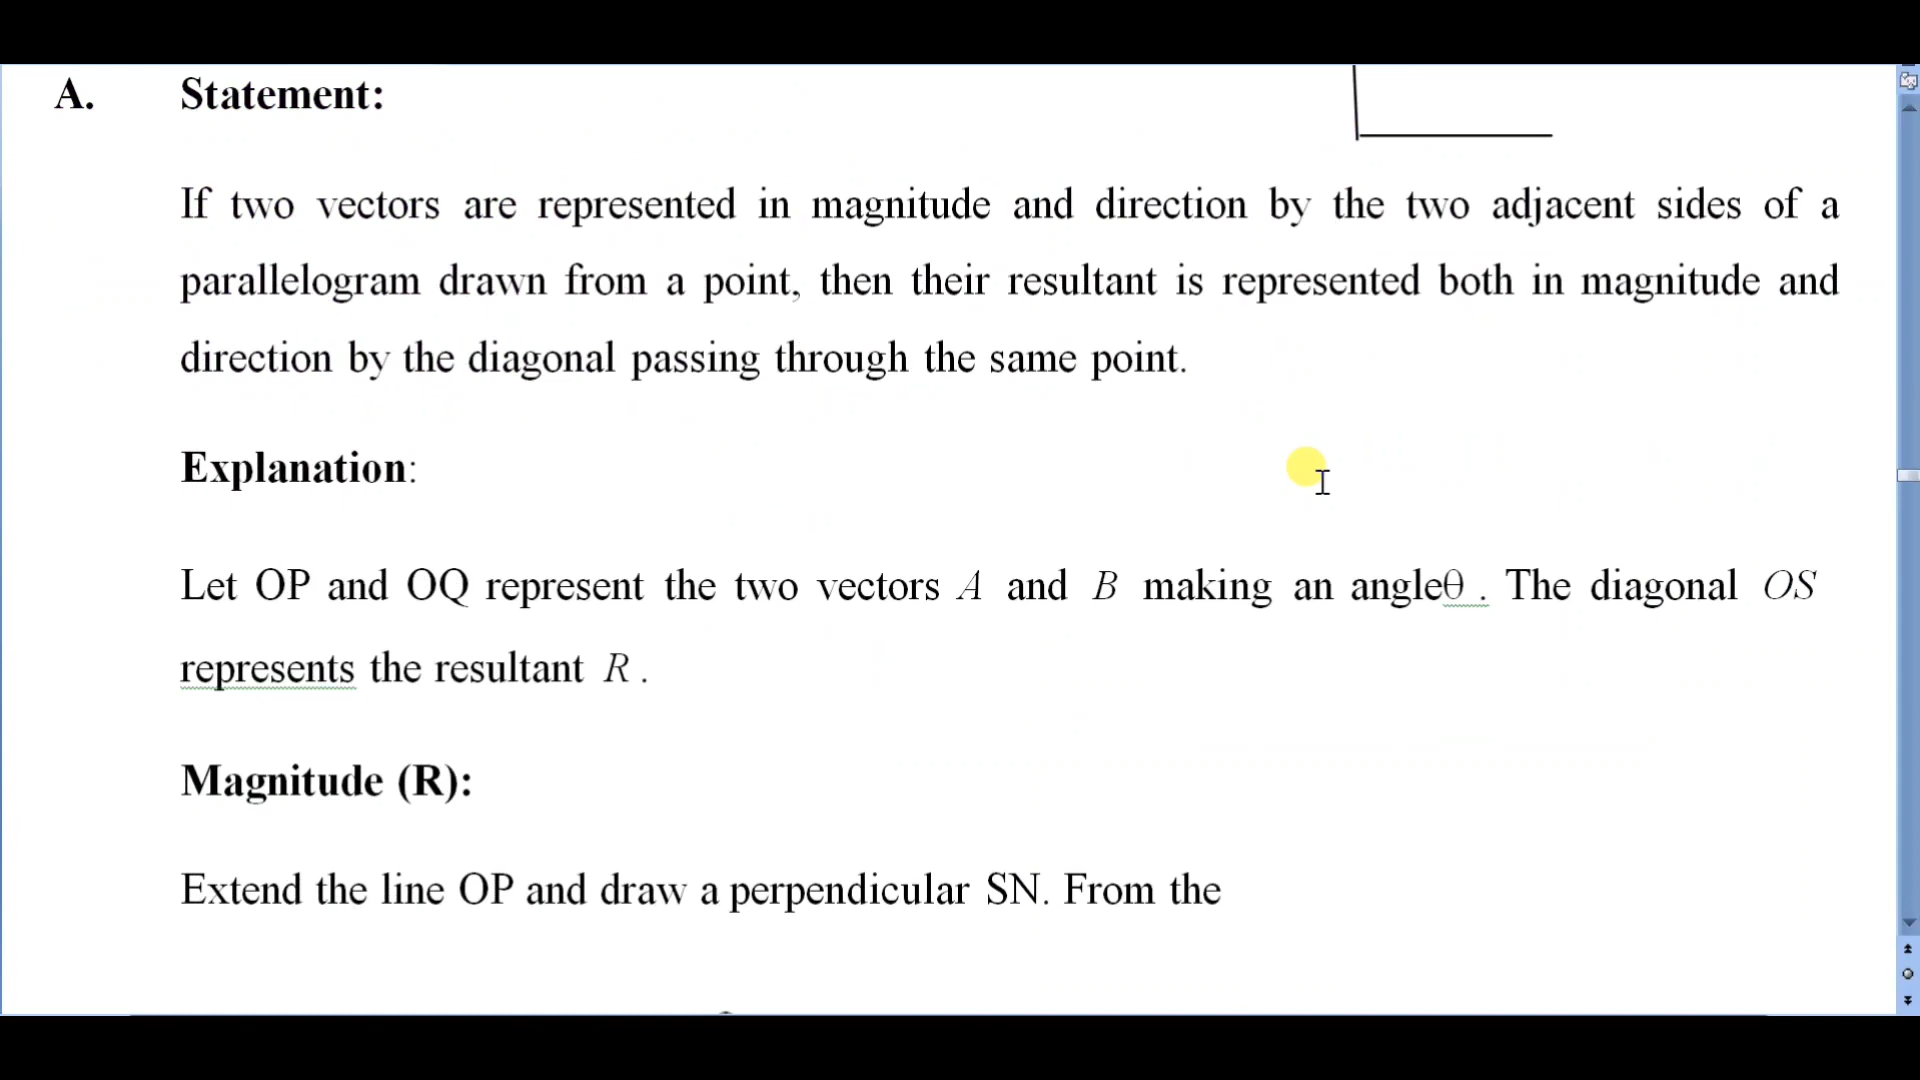 A. Statement:
If two vectors are represented in magnitude and direction by the two adjacent sides of a
parallelogram drawn from a point, then their resultant is represented both in magnitude and
direction by the diagonal passing through the same point.
Explanation:
Let OP and OQ represent the two vectors A and B making an angleθ . The diagonal OS
represents the resultant R .
Magnitude (R):
Extend the line OP and draw a perpendicular SN. From the